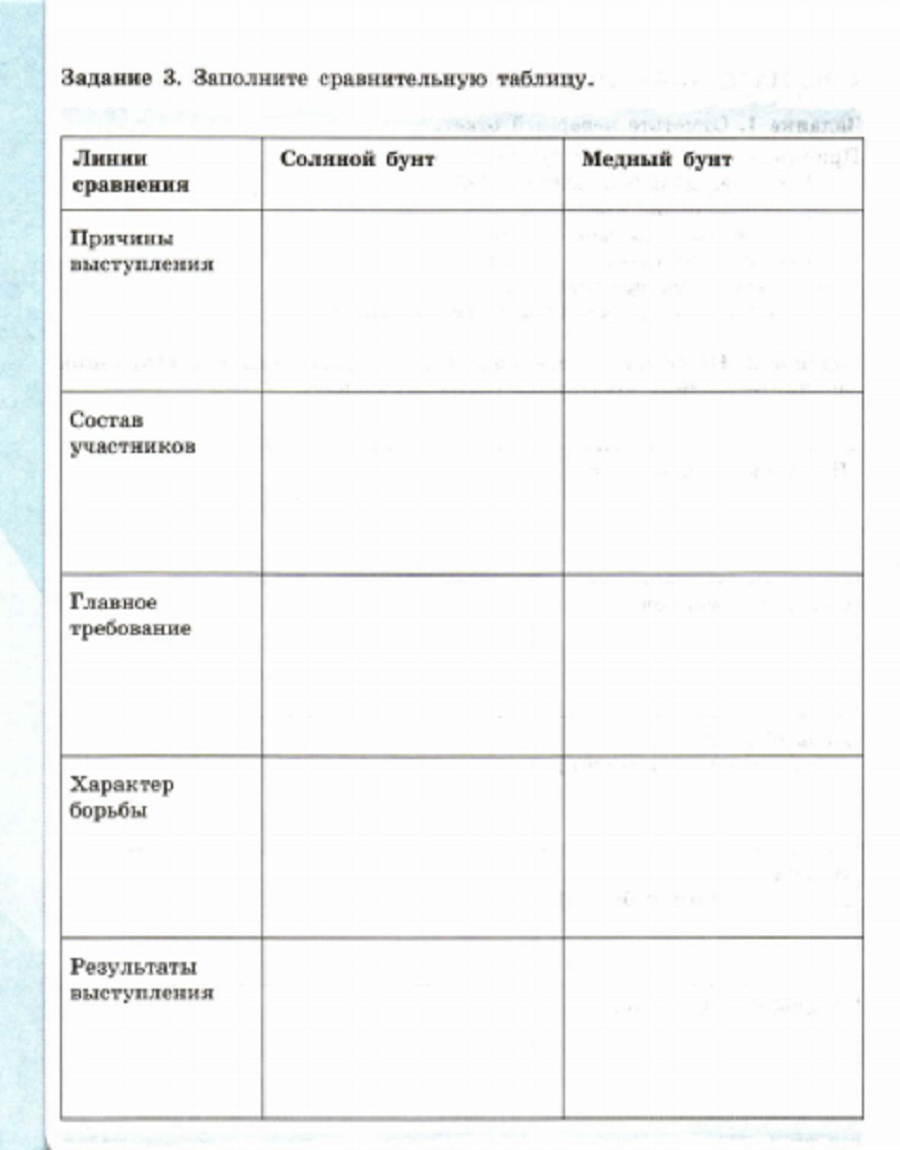 Задание 3. Заполните сравнительную таблицу.
Линии
сравнения
Соляной бунт
Медный бунт
Причины
выступления
Состав
участников
Главное
требование
Характер
борьбы
Результаты
выступления